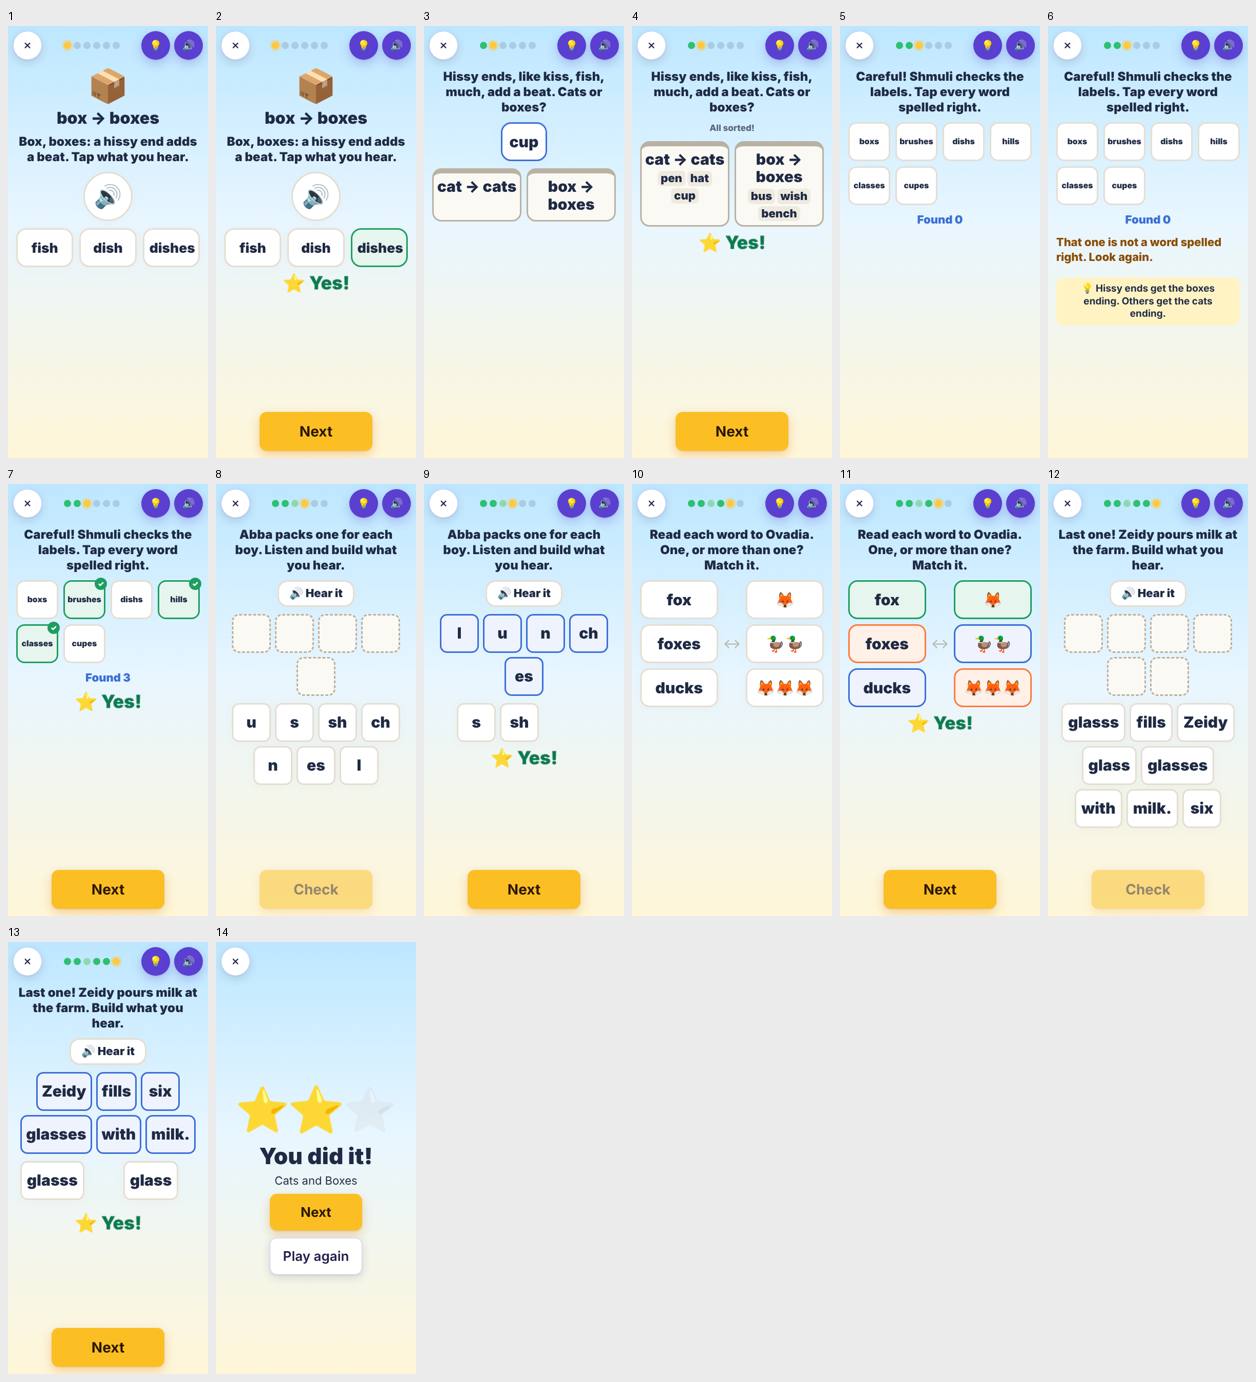 1
box → boxes
Box, boxes: a hissy end adds
a beat. Tap what you hear.
fish
dish
dishes
2
box → boxes
Box, boxes: a hissy end adds
a beat. Tap what you hear.
fish
dish
dishes
Yes!
Next
3
Hissy ends, like kiss, fish,
much, add a beat. Cats or
boxes?
cup
cat → cats
box →
boxes
4
Hissy ends, like kiss, fish,
much, add a beat. Cats or
boxes?
All sorted!
cat → cats
pen hat
cup
box →
boxes
bus wish
bench
Yes!
Next
5
Careful! Shmuli checks the
labels. Tap every word
spelled right.
boxs brushes dishs hills
classes cupes
Found 0
6
Careful! Shmuli checks the
labels. Tap every word
spelled right.
boxs brushes dishs hills
classes cupes
Found 0
That one is not a word spelled
right. Look again.
Hissy ends get the boxes
ending. Others get the cats
ending.
7
Careful! Shmuli checks the
labels. Tap every word
spelled right.
boxs brushes dishs hills
classes cupes
Found 3
Yes!
Next
8
Abba packs one for each
boy. Listen and build what
you hear.
Hear it
u s sh ch
n es l
Check
9
Abba packs one for each
boy. Listen and build what
you hear.
Hear it
l u n ch
es
s sh
Yes!
Next
10
Read each word to Ovadia.
One, or more than one?
Match it.
fox
foxes
ducks
11
Read each word to Ovadia.
One, or more than one?
Match it.
fox
foxes
ducks
Yes!
Next
12
Last one! Zeidy pours milk at
the farm. Build what you
hear.
Hear it
glasss fills Zeidy
glass glasses
with milk. six
Check
13
Last one! Zeidy pours milk at
the farm. Build what you
hear.
Hear it
Zeidy fills six
glasses with milk.
glasss glass
Yes!
Next
14
You did it!
Cats and Boxes
Next
Play again